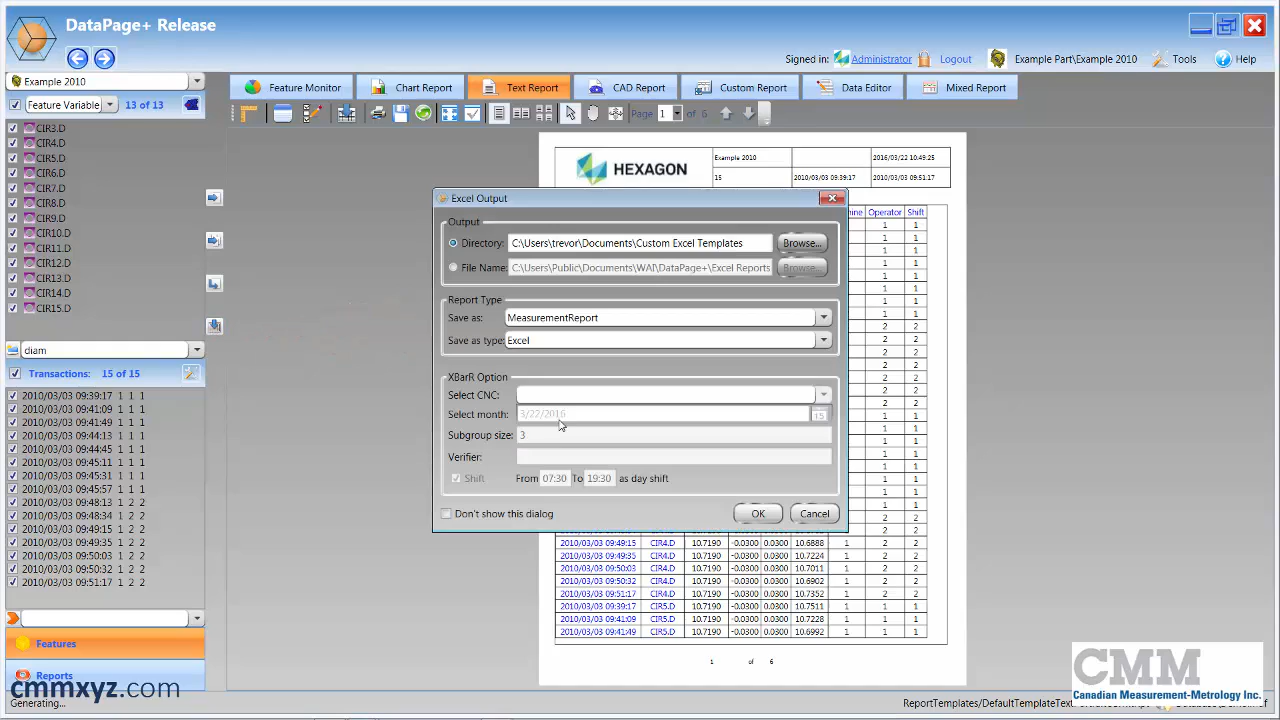 DataPage+ Release
Signed in: Administrator Logout Example Part\Example 2010 Tools Help
Example 2010
Feature Monitor Chart Report Text Report CAD Report Custom Report Data Editor Mixed Report
Feature Variable 13 of 13
Page 1 of 6
CIR3.D
CIR4.D
CIR5.D
CIR6.D
CIR7.D
CIR8.D
CIR9.D
CIR10.D
CIR11.D
CIR12.D
CIR13.D
CIR14.D
CIR15.D
diam
Transactions: 15 of 15
2010/03/03 09:39:17 1 1 1
2010/03/03 09:41:09 1 1 1
2010/03/03 09:41:49 1 1 1
2010/03/03 09:44:13 1 1 1
2010/03/03 09:44:45 1 1 1
2010/03/03 09:45:11 1 1 1
2010/03/03 09:45:31 1 1 1
2010/03/03 09:45:57 1 1 1
2010/03/03 09:48:13 1 2 2
2010/03/03 09:49:15 1 2 2
2010/03/03 09:49:35 1 2 2
2010/03/03 09:50:03 1 2 2
2010/03/03 09:50:32 1 2 2
2010/03/03 09:51:17 1 2 2
Features
Reports
cmmxyz.com
Generating...
HEXAGON
Example 2010 2016/03/22 10:49:25
15 2010/03/03 09:39:17 2010/03/03 09:51:17
Operator Shift
Excel Output
Output
Directory: C:\Users\trevor\Documents\Custom Excel Templates Browse...
File Name: C:\Users\Public\Documents\WAI\DataPage+\Excel Reports Browse...
Report Type
Save as: MeasurementReport
Save as type: Excel
XBarR Option
Select CNC:
Select month: 3/22/2016 15
Subgroup size: 3
Verifier:
Shift From 07:30 To 19:30 as day shift
Don't show this dialog OK Cancel
2010/03/03 09:49:15 CIR4.D 10.7190 -0.0300 0.0300 10.6888 1 2 2
2010/03/03 09:49:35 CIR4.D 10.7190 -0.0300 0.0300 10.7224 1 2 2
2010/03/03 09:50:03 CIR4.D 10.7190 -0.0300 0.0300 10.7011 1 2 2
2010/03/03 09:50:32 CIR4.D 10.7190 -0.0300 0.0300 10.6902 1 2 2
2010/03/03 09:51:17 CIR4.D 10.7190 -0.0300 0.0300 10.7352 1 2 2
2010/03/03 09:39:17 CIR5.D 10.7190 -0.0300 0.0300 10.7511 1 1 1
2010/03/03 09:41:09 CIR5.D 10.7190 -0.0300 0.0300 10.7228 1 1 1
2010/03/03 09:41:49 CIR5.D 10.7190 -0.0300 0.0300 10.6992 1 1 1
1 of 6
CMM
Canadian Measurement-Metrology Inc.